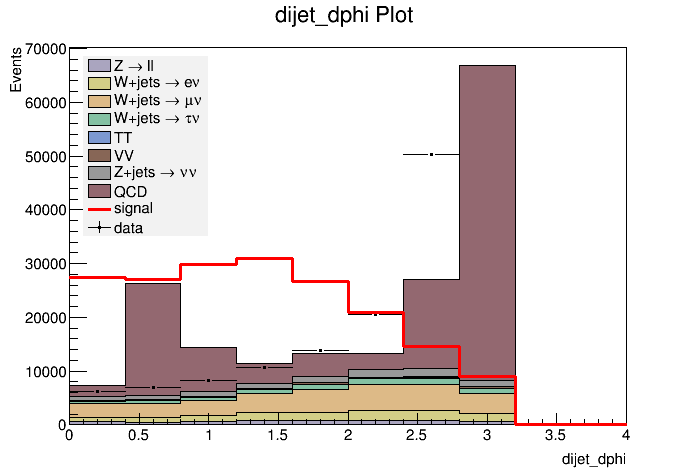 dijet_dphi Plot
Events
70000
60000
50000
40000
30000
20000
10000
0
Z → ll
W+jets → eν
W+jets → μν
W+jets → τν
TT
VV
Z+jets → νν
QCD
signal
data
0 0.5 1 1.5 2 2.5 3 3.5 4
dijet_dphi